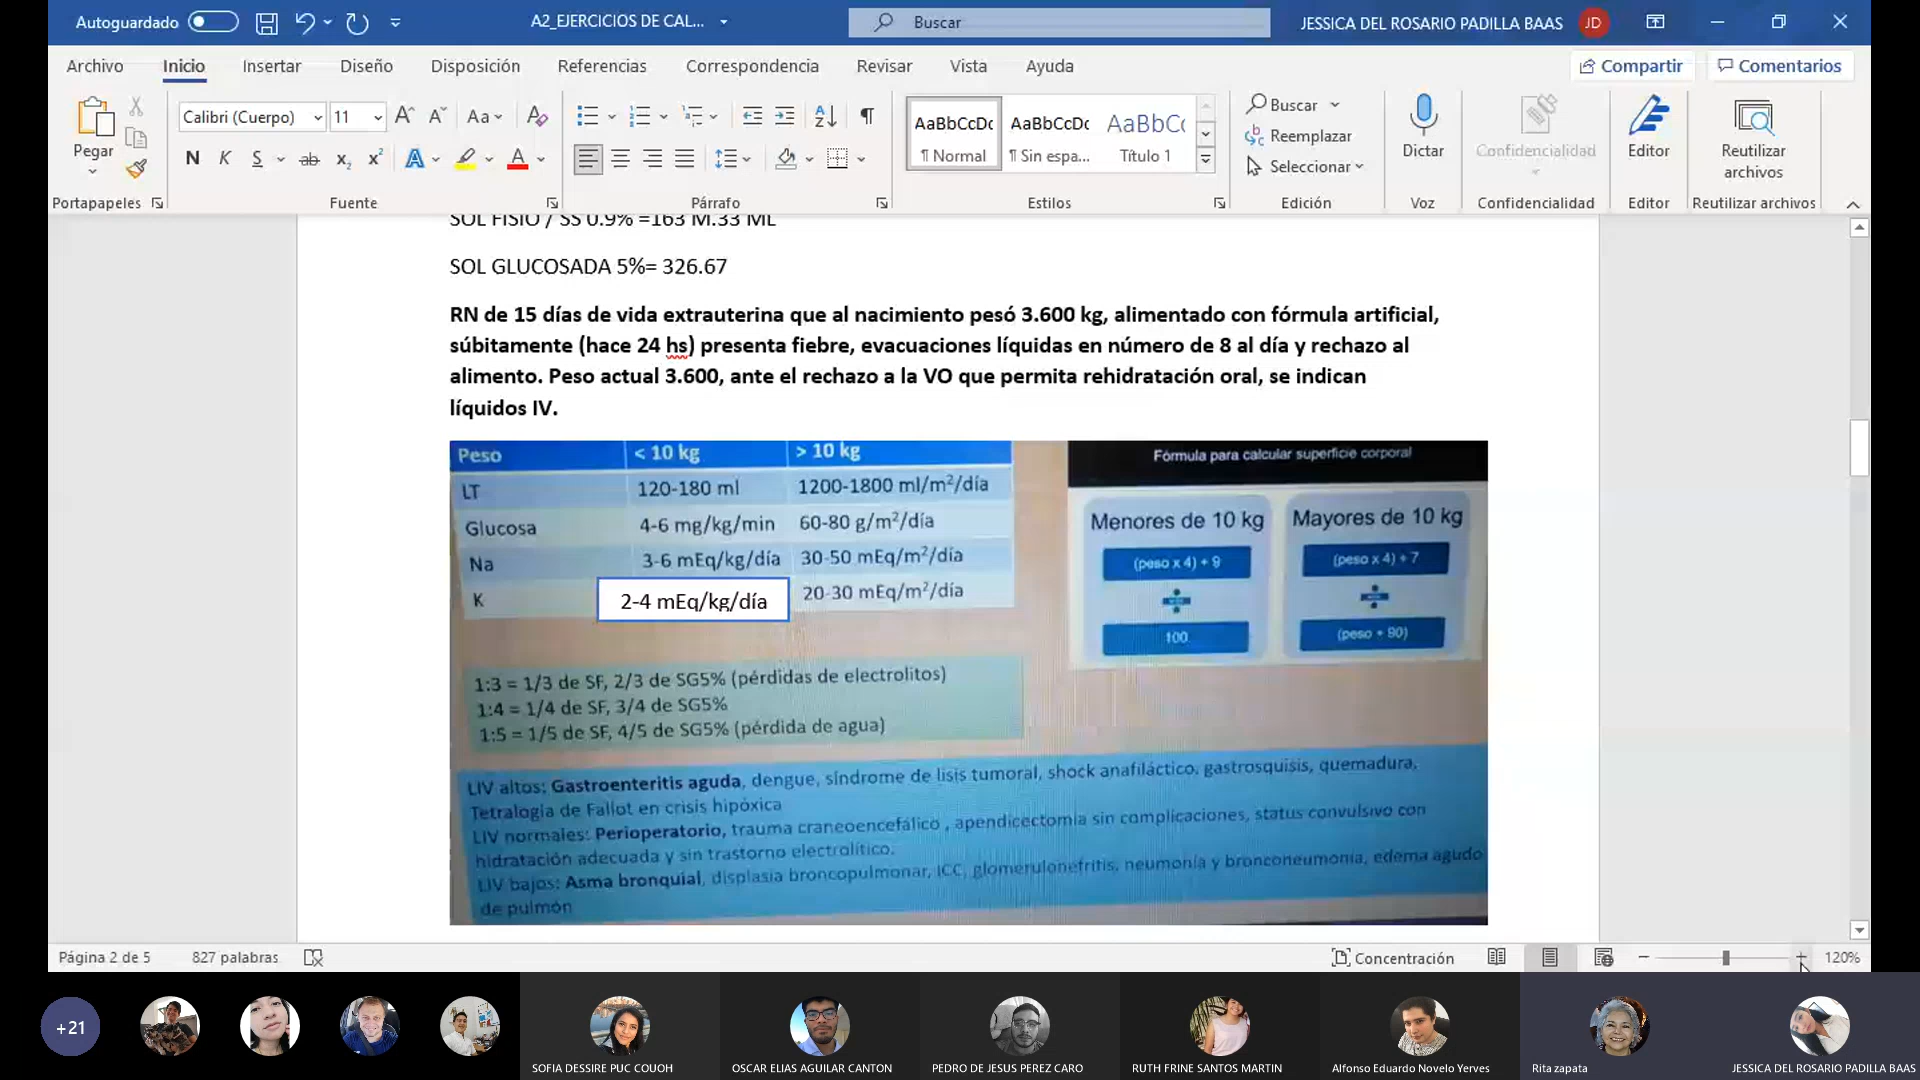 Autoguardado
A2_EJERCICIOS DE CAL...
Buscar
JESSICA DEL ROSARIO PADILLA BAAS
JD
Archivo Inicio Insertar Diseño Disposición Referencias Correspondencia Revisar Vista Ayuda
Compartir
Comentarios
Pegar
Calibri (Cuerpo) 11
Aa
N K S ab x₂ x² A A
AaBbCcDc AaBbCcDc AaBbC
¶ Normal ¶ Sin espa... Título 1
Buscar
Reemplazar
Seleccionar
Dictar
Confidencialidad
Editor
Reutilizar
archivos
Portapapeles Fuente Párrafo Estilos Edición Voz Confidencialidad Editor Reutilizar archivos
SOL FISIO / SS 0.9% =163 M.33 ML
SOL GLUCOSADA 5%= 326.67
RN de 15 días de vida extrauterina que al nacimiento pesó 3.600 kg, alimentado con fórmula artificial,
súbitamente (hace 24 hs) presenta fiebre, evacuaciones líquidas en número de 8 al día y rechazo al
alimento. Peso actual 3.600, ante el rechazo a la VO que permita rehidratación oral, se indican
líquidos IV.
Peso < 10 kg > 10 kg
LT 120-180 ml 1200-1800 ml/m²/día
Glucosa 4-6 mg/kg/min 60-80 g/m²/día
Na 3-6 mEq/kg/día 30-50 mEq/m²/día
K 2-4 mEq/kg/día 20-30 mEq/m²/día
Fórmula para calcular superficie corporal
Menores de 10 kg Mayores de 10 kg
(peso x 4) + 9 (peso x 4) + 7
÷ ÷
100 (peso + 90)
1:3 = 1/3 de SF, 2/3 de SG5% (pérdidas de electrolitos)
1:4 = 1/4 de SF, 3/4 de SG5%
1:5 = 1/5 de SF, 4/5 de SG5% (pérdida de agua)
LIV altos: Gastroenteritis aguda, dengue, síndrome de lisis tumoral, shock anafiláctico, gastrosquisis, quemadura,
Tetralogía de Fallot en crisis hipóxica
LIV normales: Perioperatorio, trauma craneoencefálico , apendicectomía sin complicaciones, status convulsivo con
hidratación adecuada y sin trastorno electrolítico.
LIV bajos: Asma bronquial, displasia broncopulmonar, ICC, glomerulonefritis, neumonía y bronconeumonía, edema agudo
de pulmón
Página 2 de 5 827 palabras
Concentración
120%
+21
SOFIA DESSIRE PUC COUOH
OSCAR ELIAS AGUILAR CANTON
PEDRO DE JESUS PEREZ CARO
RUTH FRINE SANTOS MARTIN
Alfonso Eduardo Novelo Yerves
Rita zapata
JESSICA DEL ROSARIO PADILLA BAAS